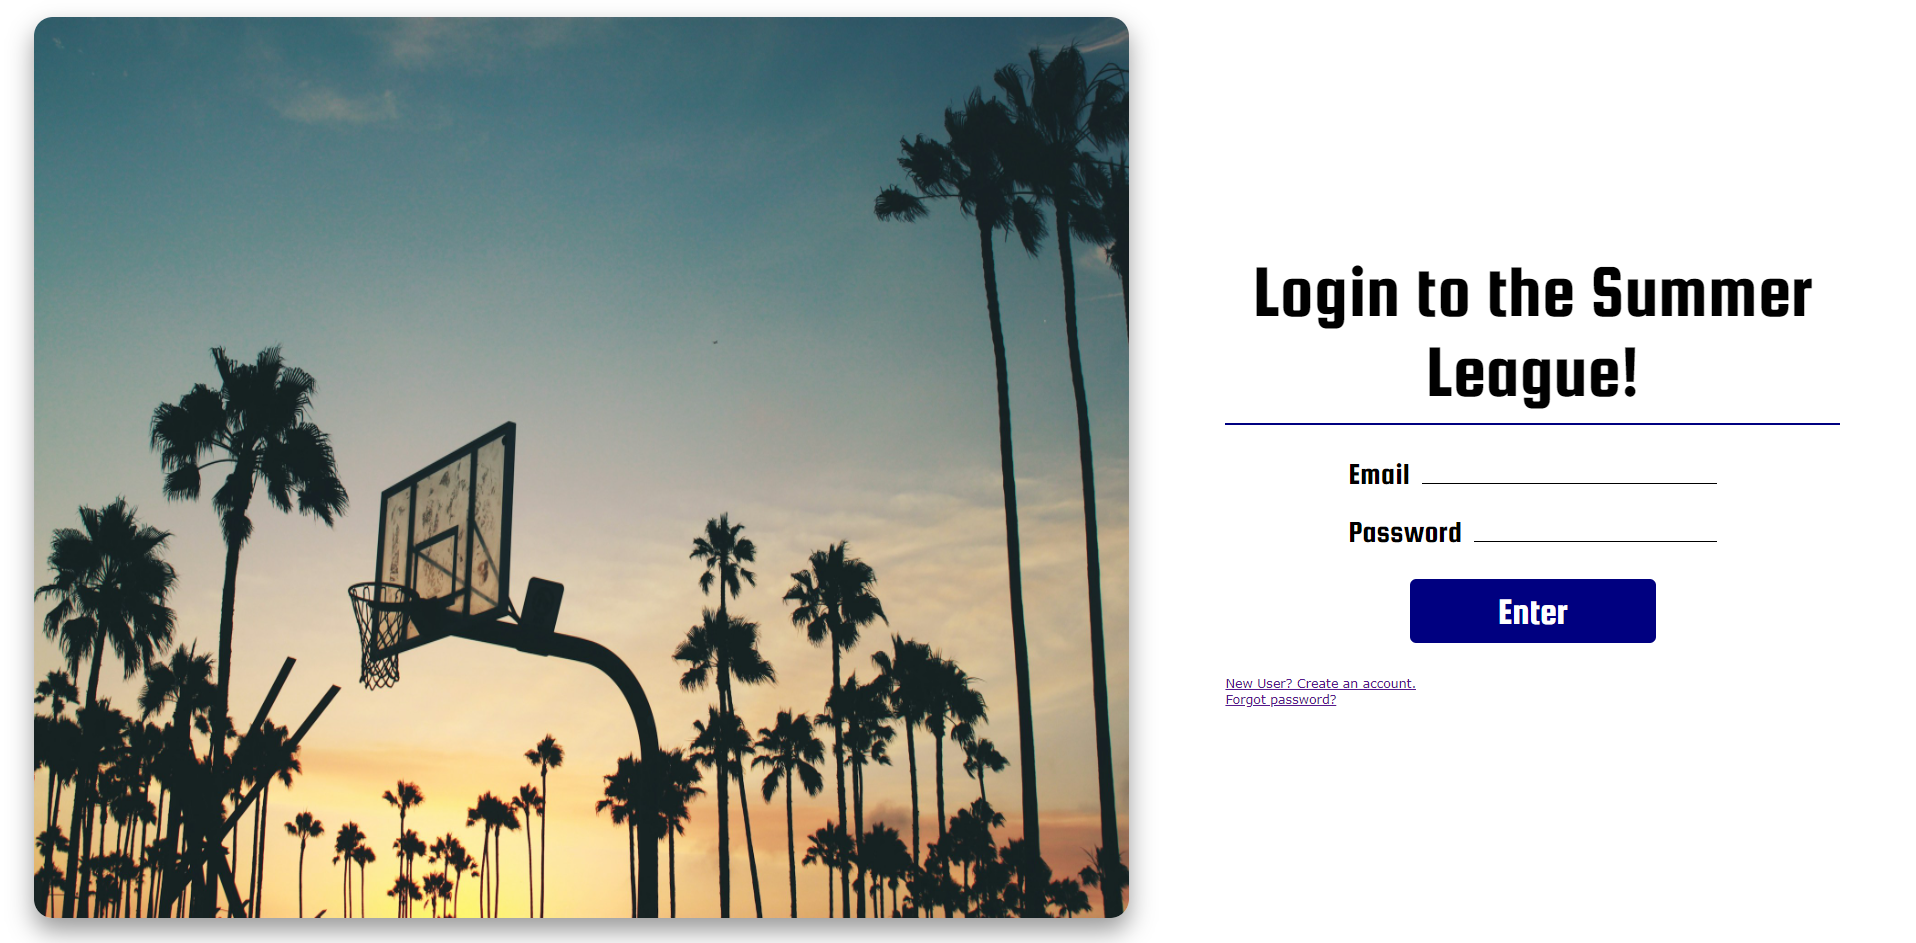 Login to the Summer
League!
Email
Password
Enter
New User? Create an account.
Forgot password?